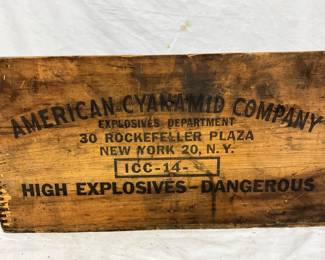 AMERICAN CYANAMID COMPANY
EXPLOSIVES DEPARTMENT
30 ROCKEFELLER PLAZA
NEW YORK 20, N.Y.
ICC-14-
HIGH EXPLOSIVES-DANGEROUS